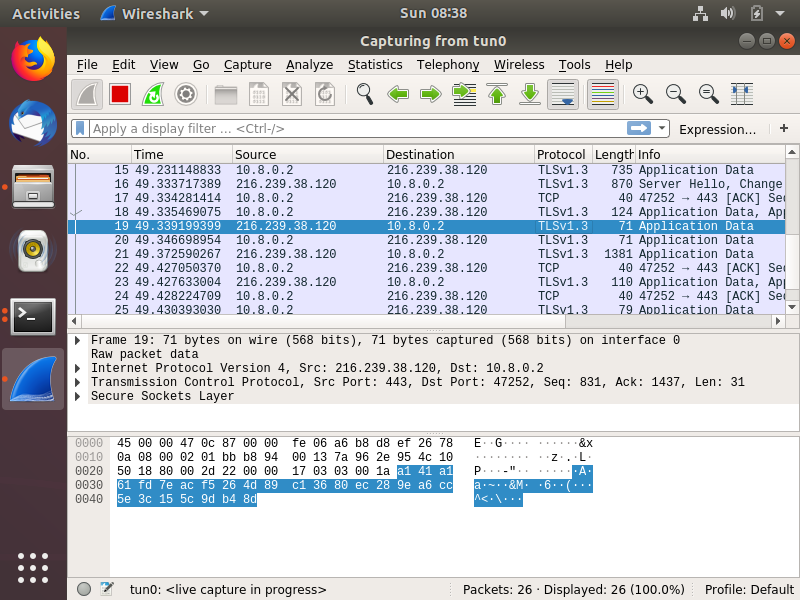 Activities Wireshark Sun 08:38
Capturing from tun0
File Edit View Go Capture Analyze Statistics Telephony Wireless Tools Help
Apply a display filter ... <Ctrl-/> Expression... +
No. Time Source Destination Protocol Length Info
15 49.231148833 10.8.0.2 216.239.38.120 TLSv1.3 735 Application Data
16 49.333717389 216.239.38.120 10.8.0.2 TLSv1.3 870 Server Hello, Change
17 49.334281414 10.8.0.2 216.239.38.120 TCP 40 47252 → 443 [ACK] Sec
18 49.335469075 10.8.0.2 216.239.38.120 TLSv1.3 124 Application Data, App
19 49.339199399 216.239.38.120 10.8.0.2 TLSv1.3 71 Application Data
20 49.346698954 10.8.0.2 216.239.38.120 TLSv1.3 71 Application Data
21 49.372590267 216.239.38.120 10.8.0.2 TLSv1.3 1381 Application Data
22 49.427050370 10.8.0.2 216.239.38.120 TCP 40 47252 → 443 [ACK] Sec
23 49.427633004 216.239.38.120 10.8.0.2 TLSv1.3 110 Application Data, App
24 49.428224709 10.8.0.2 216.239.38.120 TCP 40 47252 → 443 [ACK] Sec
25 49.430393030 10.8.0.2 216.239.38.120 TLSv1.3 79 Application Data
Frame 19: 71 bytes on wire (568 bits), 71 bytes captured (568 bits) on interface 0
Raw packet data
Internet Protocol Version 4, Src: 216.239.38.120, Dst: 10.8.0.2
Transmission Control Protocol, Src Port: 443, Dst Port: 47252, Seq: 831, Ack: 1437, Len: 31
Secure Sockets Layer
0000 45 00 00 47 0c 87 00 00 fe 06 a6 b8 d8 ef 26 78 E··G···· ······&x
0010 0a 08 00 02 01 bb b8 94 00 13 7a 96 2e 95 4c 10 ········ ··z·.·L·
0020 50 18 80 00 2d 22 00 00 17 03 03 00 1a a1 41 a1 P···-"·· ······A·
0030 61 fd 7e ac f5 26 4d 89 c1 36 80 ec 28 9e a6 cc a·~··&M· ·6··(···
0040 5e 3c 15 5c 9d b4 8d ^<·\···
tun0: <live capture in progress> Packets: 26 · Displayed: 26 (100.0%) Profile: Default